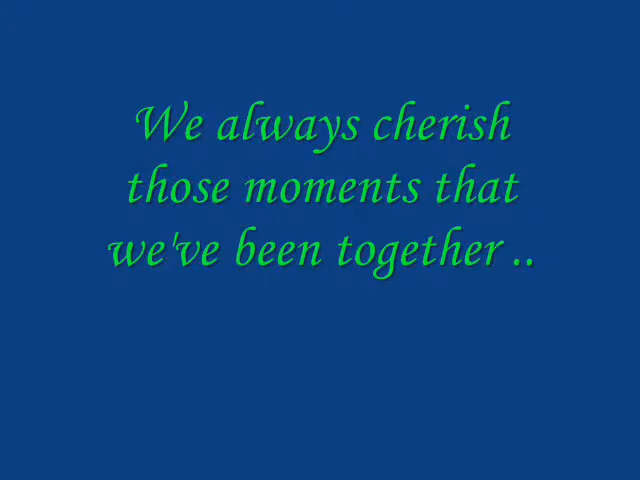 We always cherish
those moments that
we've been together ..